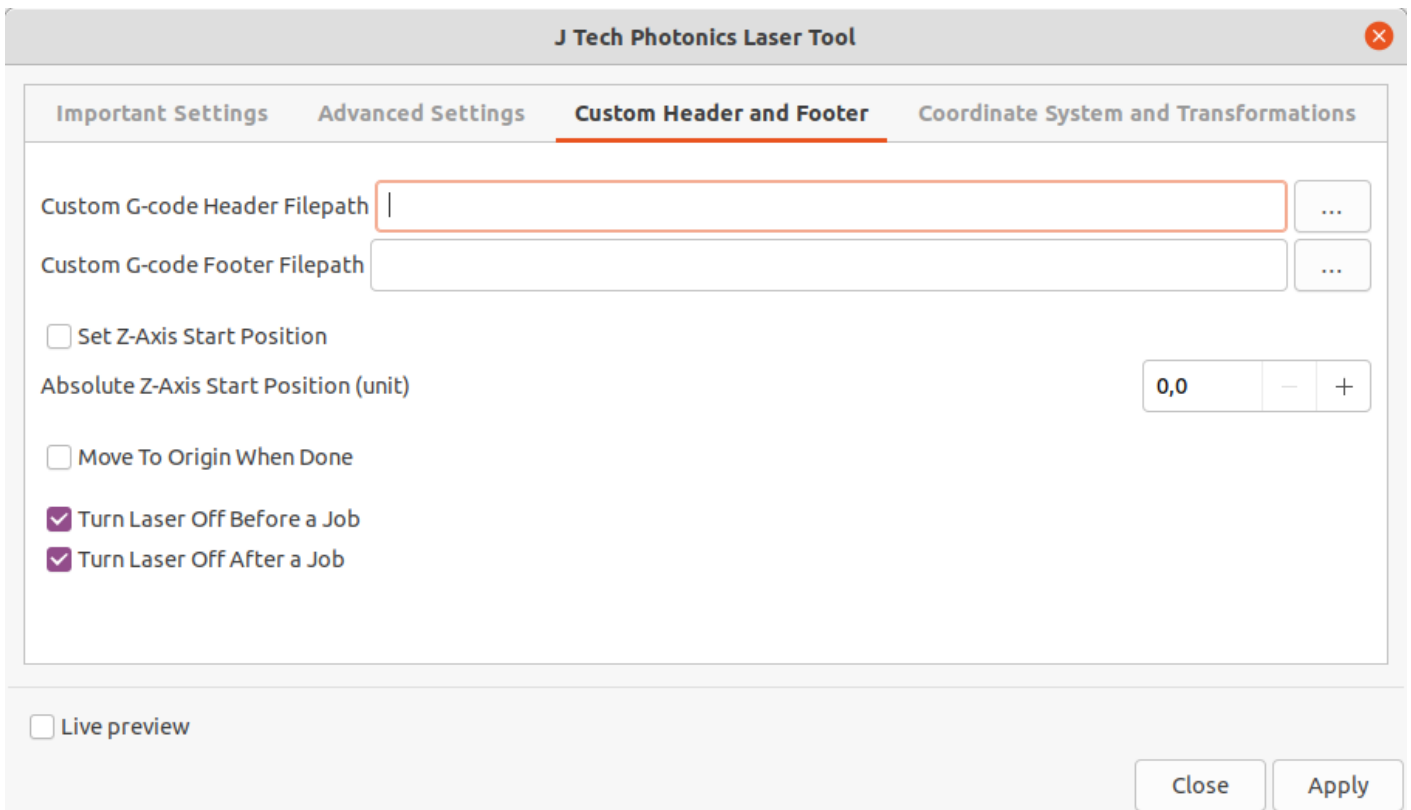 J Tech Photonics Laser Tool
Important Settings Advanced Settings Custom Header and Footer Coordinate System and Transformations
Custom G-code Header Filepath ...
Custom G-code Footer Filepath ...
Set Z-Axis Start Position
Absolute Z-Axis Start Position (unit) 0,0 − +
Move To Origin When Done
Turn Laser Off Before a Job
Turn Laser Off After a Job
Live preview
Close Apply